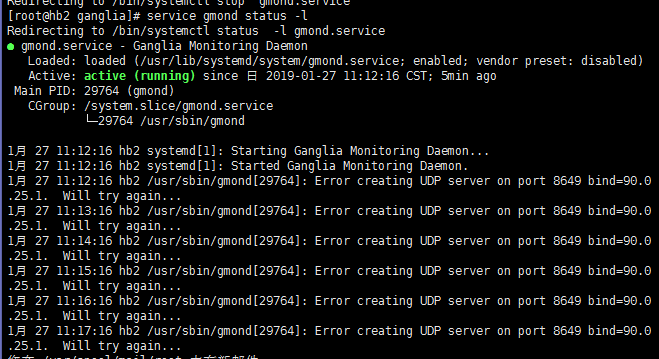 Redirecting to /bin/systemctl stop  gmond.service
[root@hb2 ganglia]# service gmond status -l
Redirecting to /bin/systemctl status  -l gmond.service
● gmond.service - Ganglia Monitoring Daemon
Loaded: loaded (/usr/lib/systemd/system/gmond.service; enabled; vendor preset: disabled)
Active: active (running) since 日 2019-01-27 11:12:16 CST; 5min ago
Main PID: 29764 (gmond)
CGroup: /system.slice/gmond.service
└─29764 /usr/sbin/gmond
1月 27 11:12:16 hb2 systemd[1]: Starting Ganglia Monitoring Daemon...
1月 27 11:12:16 hb2 systemd[1]: Started Ganglia Monitoring Daemon.
1月 27 11:12:16 hb2 /usr/sbin/gmond[29764]: Error creating UDP server on port 8649 bind=90.0
.25.1.  Will try again...
1月 27 11:13:16 hb2 /usr/sbin/gmond[29764]: Error creating UDP server on port 8649 bind=90.0
.25.1.  Will try again...
1月 27 11:14:16 hb2 /usr/sbin/gmond[29764]: Error creating UDP server on port 8649 bind=90.0
.25.1.  Will try again...
1月 27 11:15:16 hb2 /usr/sbin/gmond[29764]: Error creating UDP server on port 8649 bind=90.0
.25.1.  Will try again...
1月 27 11:16:16 hb2 /usr/sbin/gmond[29764]: Error creating UDP server on port 8649 bind=90.0
.25.1.  Will try again...
1月 27 11:17:16 hb2 /usr/sbin/gmond[29764]: Error creating UDP server on port 8649 bind=90.0
.25.1.  Will try again...